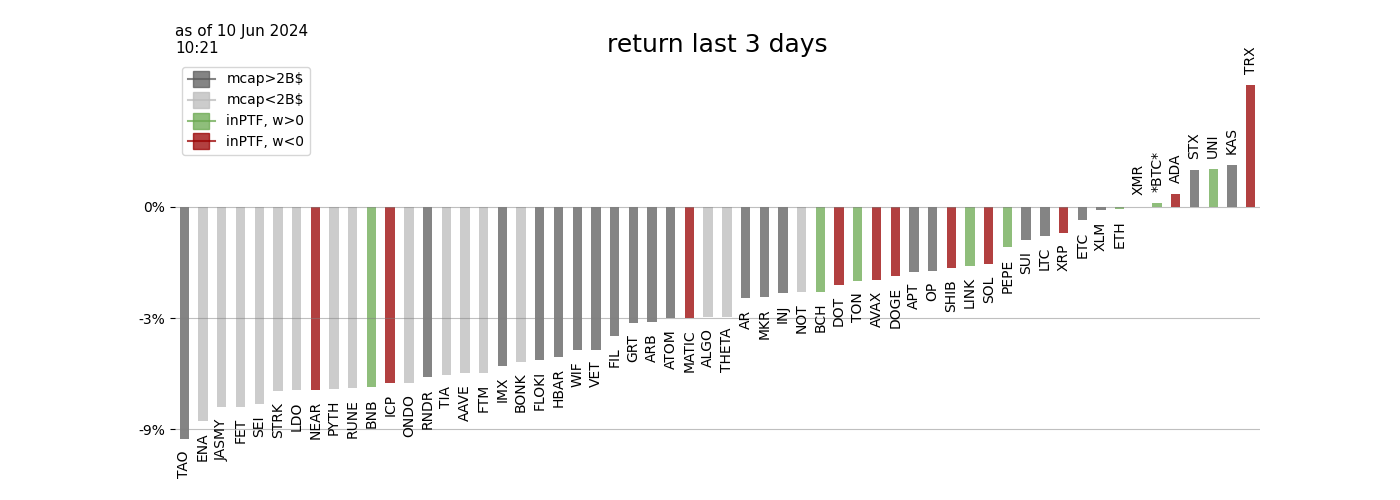 as of 10 Jun 2024
10:21
return last 3 days
mcap>2B$
mcap<2B$
inPTF, w>0
inPTF, w<0
0%
-3%
-9%
TAO
ENA
JASMY
FET
SEI
STRK
LDO
NEAR
PYTH
RUNE
BNB
ICP
ONDO
RNDR
TIA
AAVE
FTM
IMX
BONK
FLOKI
HBAR
WIF
VET
FIL
GRT
ARB
ATOM
MATIC
ALGO
THETA
AR
MKR
INJ
NOT
BCH
DOT
TON
AVAX
DOGE
APT
OP
SHIB
LINK
SOL
PEPE
SUI
LTC
XRP
ETC
XLM
ETH
XMR
*BTC*
ADA
STX
UNI
KAS
TRX